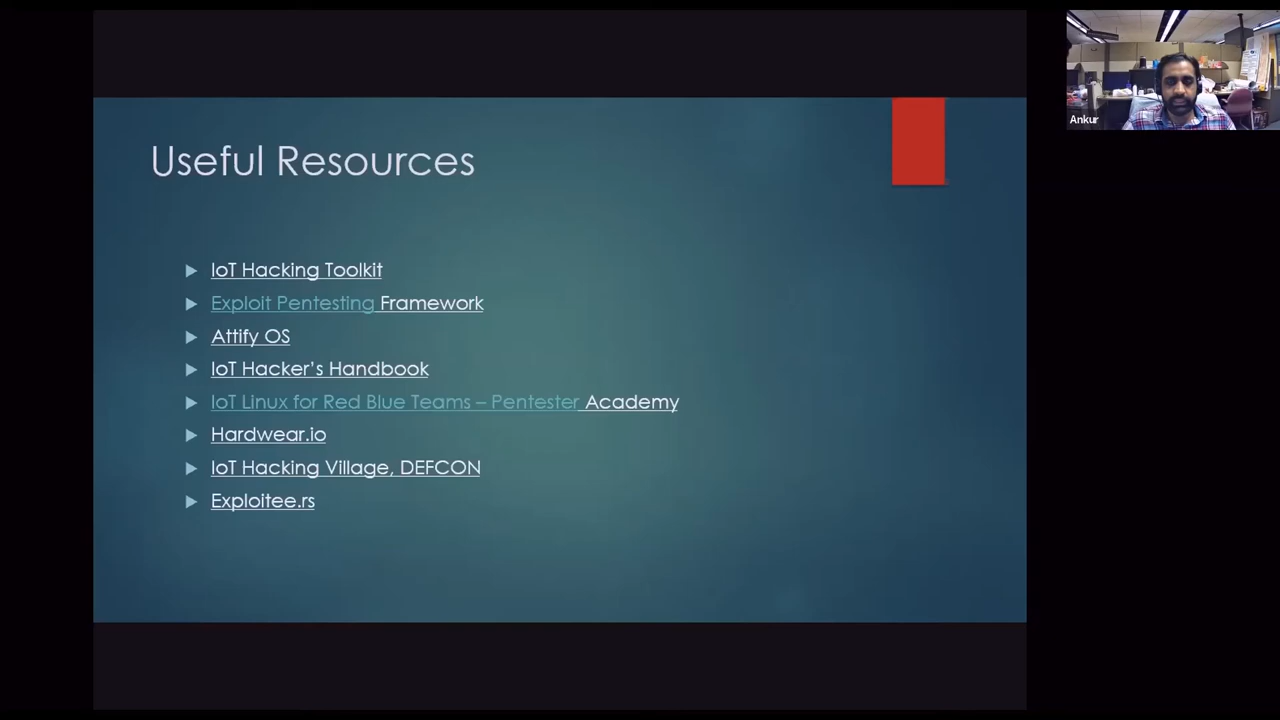 Useful Resources
IoT Hacking Toolkit
Exploit Pentesting Framework
Attify OS
IoT Hacker's Handbook
IoT Linux for Red Blue Teams – Pentester Academy
Hardwear.io
IoT Hacking Village, DEFCON
Exploitee.rs
Ankur